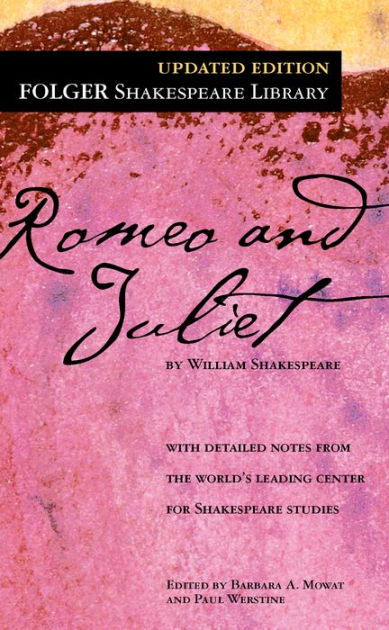 UPDATED EDITION
FOLGER SHAKESPEARE LIBRARY
Romeo and
Juliet
BY WILLIAM SHAKESPEARE
WITH DETAILED NOTES FROM
THE WORLD'S LEADING CENTER
FOR SHAKESPEARE STUDIES
EDITED BY BARBARA A. MOWAT
AND PAUL WERSTINE